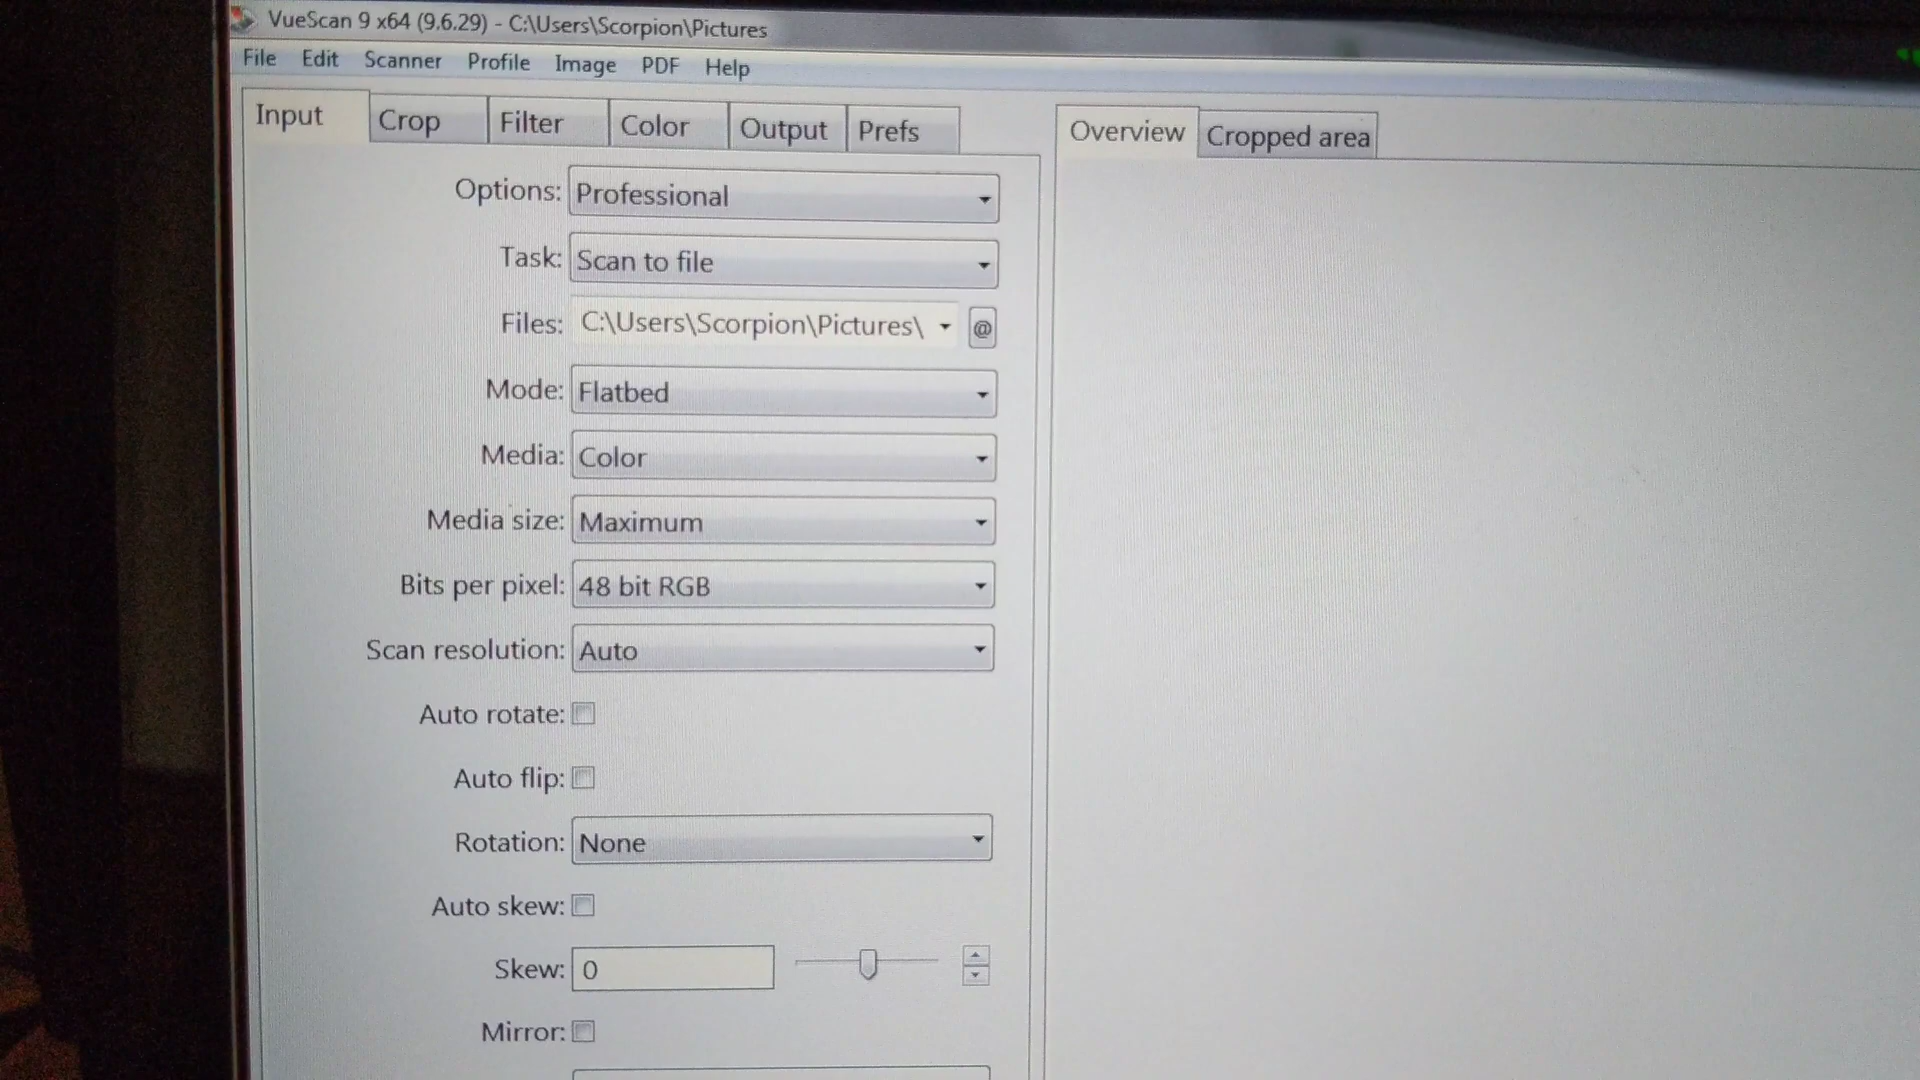 VueScan 9 x64 (9.6.29) - C:\Users\Scorpion\Pictures
File Edit Scanner Profile Image PDF Help
Input Crop Filter Color Output Prefs
Overview Cropped area
Options: Professional
Task: Scan to file
Files: C:\Users\Scorpion\Pictures\ @
Mode: Flatbed
Media: Color
Media size: Maximum
Bits per pixel: 48 bit RGB
Scan resolution: Auto
Auto rotate:
Auto flip:
Rotation: None
Auto skew:
Skew: 0
Mirror: